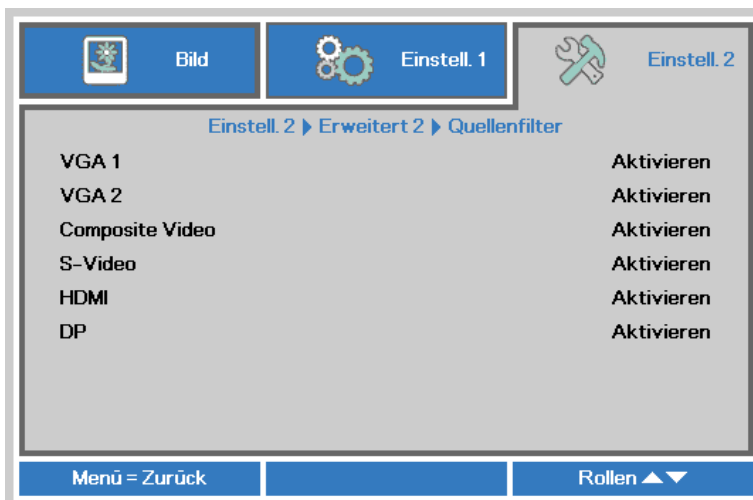 Bild Einstell. 1 Einstell. 2
Einstell. 2 ▶ Erweitert 2 ▶ Quellenfilter
VGA 1 Aktivieren
VGA 2 Aktivieren
Composite Video Aktivieren
S-Video Aktivieren
HDMI Aktivieren
DP Aktivieren
Menü = Zurück Rollen ▲▼